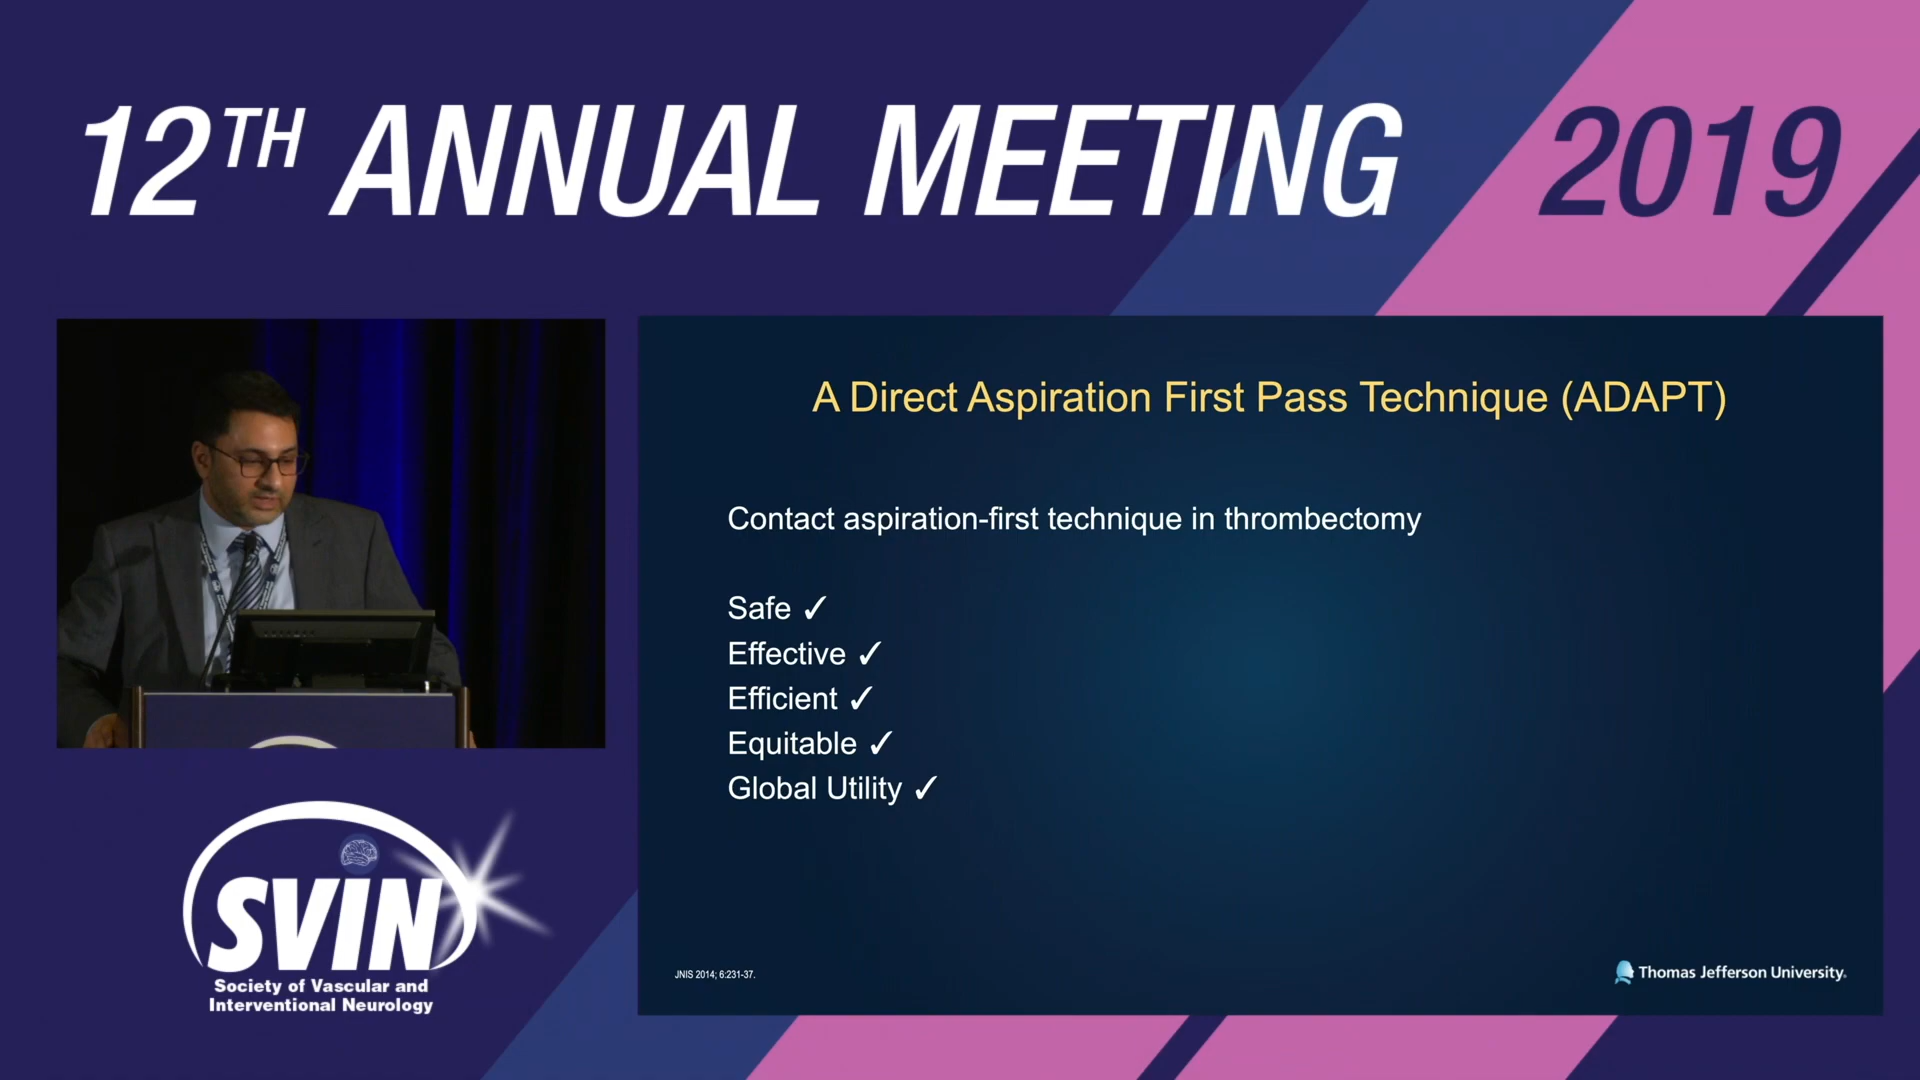 12TH ANNUAL MEETING 2019
A Direct Aspiration First Pass Technique (ADAPT)
Contact aspiration-first technique in thrombectomy
Safe ✓
Effective ✓
Efficient ✓
Equitable ✓
Global Utility ✓
JNIS 2014; 6:231-37.
Thomas Jefferson University.
SVIN
Society of Vascular and
Interventional Neurology